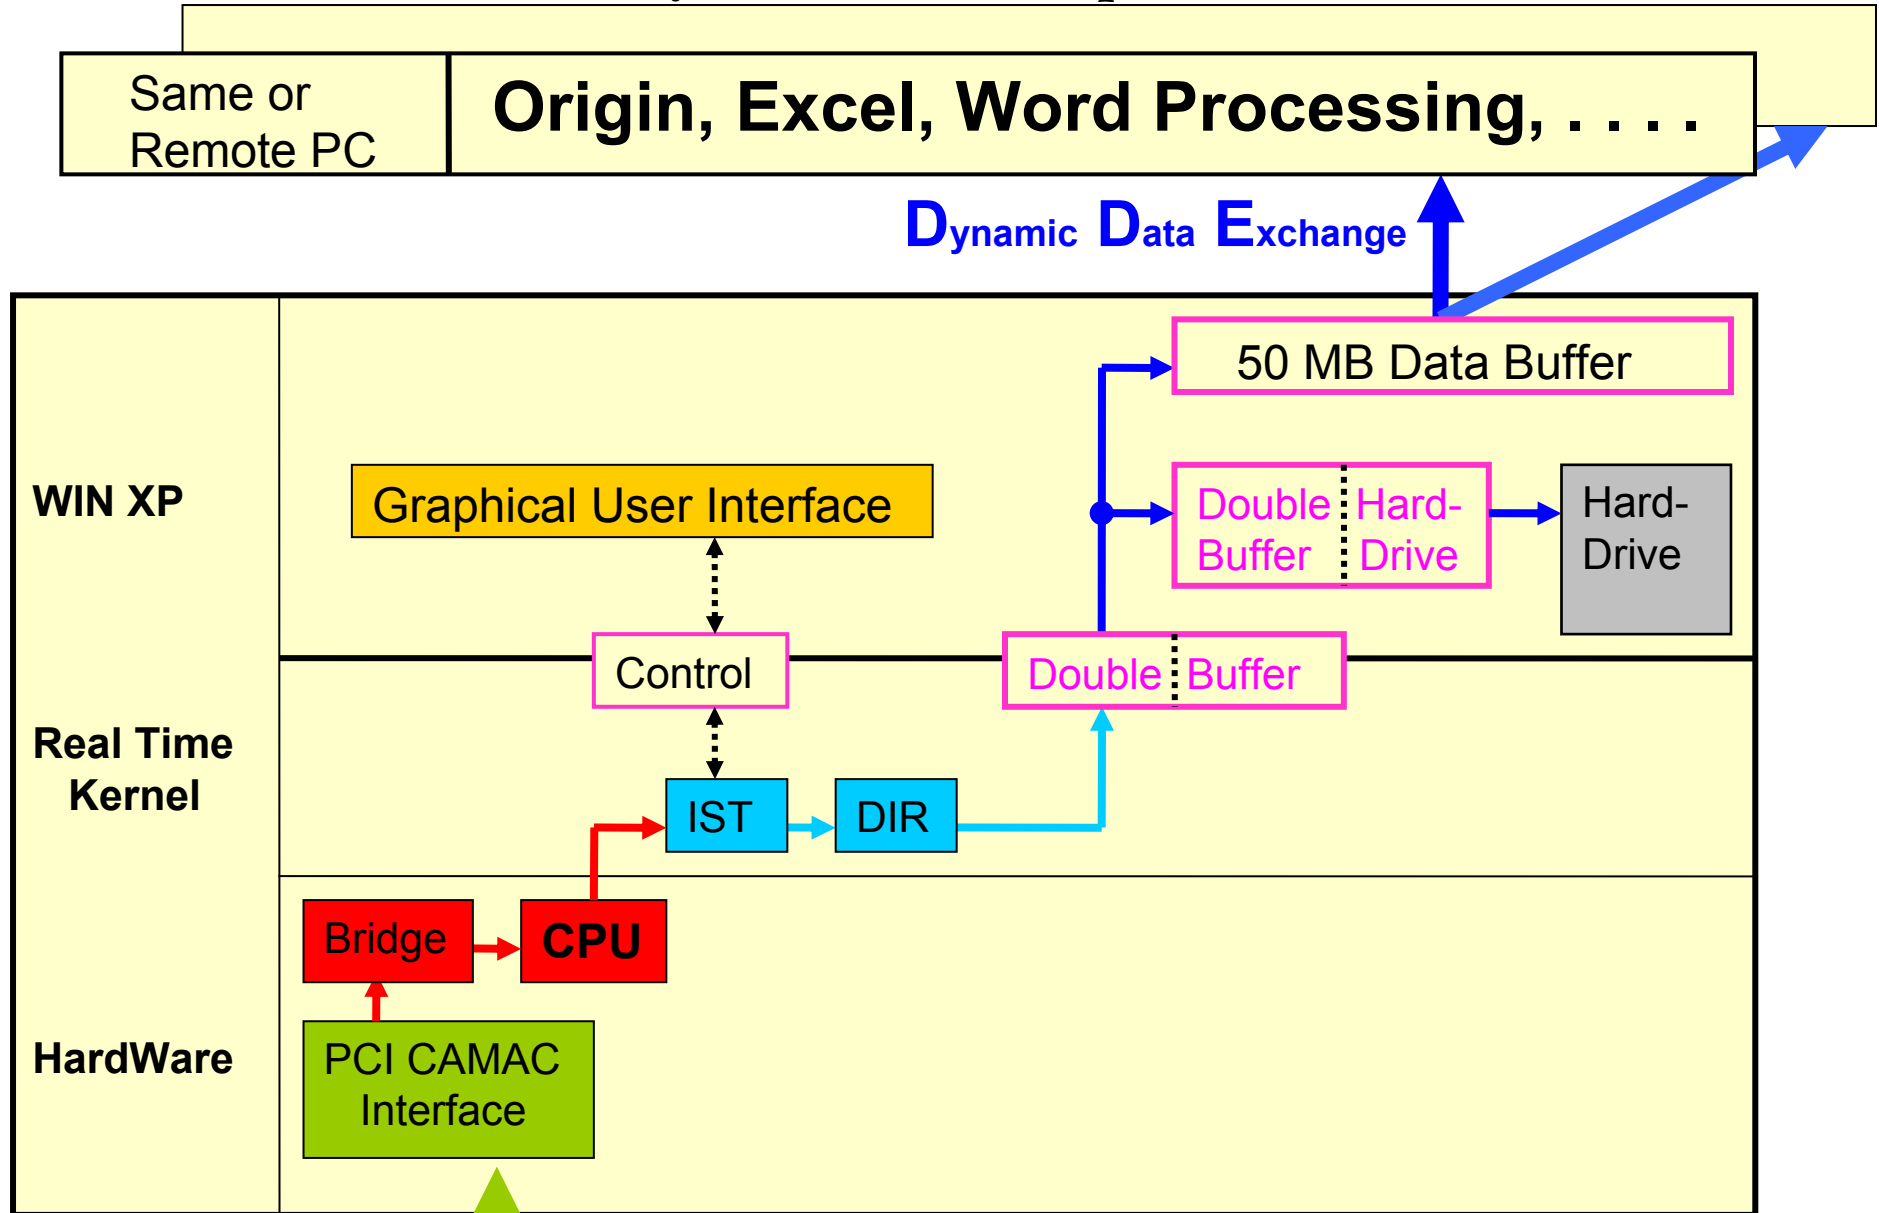 Same or
Remote PC
Origin, Excel, Word Processing, . . . .
Dynamic Data Exchange
50 MB Data Buffer
WIN XP
Graphical User Interface
Double Hard-
Buffer Drive
Hard-
Drive
Control
Double Buffer
Real Time
Kernel
IST
DIR
Bridge
CPU
HardWare
PCI CAMAC
Interface